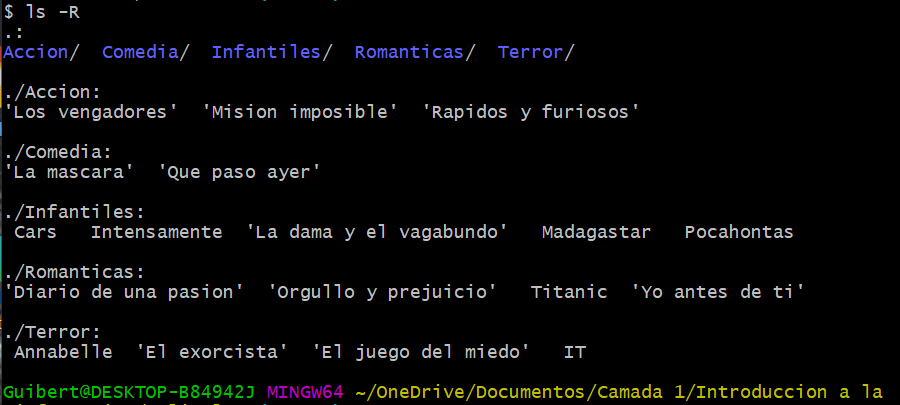 $ ls -R
.:
Accion/  Comedia/  Infantiles/  Romanticas/  Terror/
./Accion:
'Los vengadores'  'Mision imposible'  'Rapidos y furiosos'
./Comedia:
'La mascara'  'Que paso ayer'
./Infantiles:
Cars   Intensamente  'La dama y el vagabundo'   Madagastar   Pocahontas
./Romanticas:
'Diario de una pasion'  'Orgullo y prejuicio'   Titanic  'Yo antes de ti'
./Terror:
Annabelle  'El exorcista'  'El juego del miedo'   IT
Guibert@DESKTOP-B84942J MINGW64 ~/OneDrive/Documentos/Camada 1/Introduccion a la